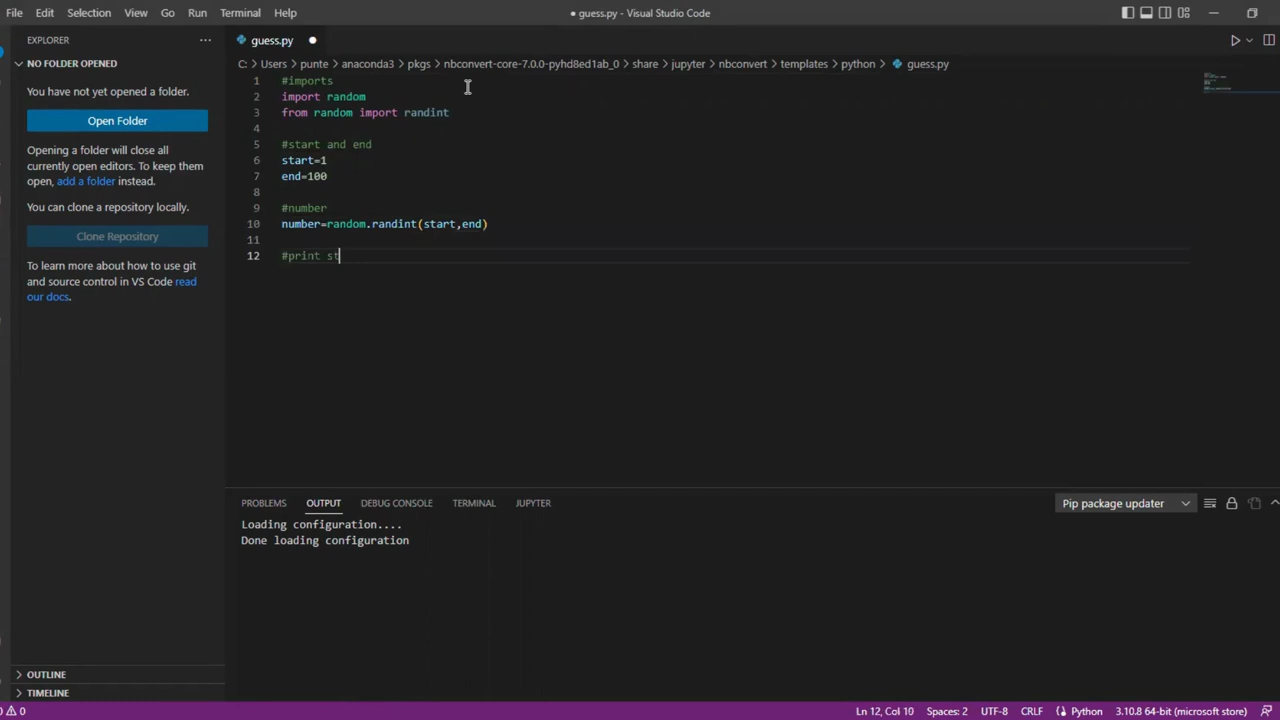 File Edit Selection View Go Run Terminal Help
● guess.py - Visual Studio Code
EXPLORER ···
guess.py ●
NO FOLDER OPENED
C: > Users > punte > anaconda3 > pkgs > nbconvert-core-7.0.0-pyhd8ed1ab_0 > share > jupyter > nbconvert > templates > python > guess.py
You have not yet opened a folder.
Open Folder
Opening a folder will close all
currently open editors. To keep them
open, add a folder instead.
You can clone a repository locally.
Clone Repository
To learn more about how to use git
and source control in VS Code read
our docs.
1 #imports
2 import random
3 from random import randint
4
5 #start and end
6 start=1
7 end=100
8
9 #number
10 number=random.randint(start,end)
11
12 #print st
PROBLEMS OUTPUT DEBUG CONSOLE TERMINAL JUPYTER
Pip package updater
Loading configuration....
Done loading configuration
OUTLINE
TIMELINE
0 0 Ln 12, Col 10 Spaces: 2 UTF-8 CRLF Python 3.10.8 64-bit (microsoft store)